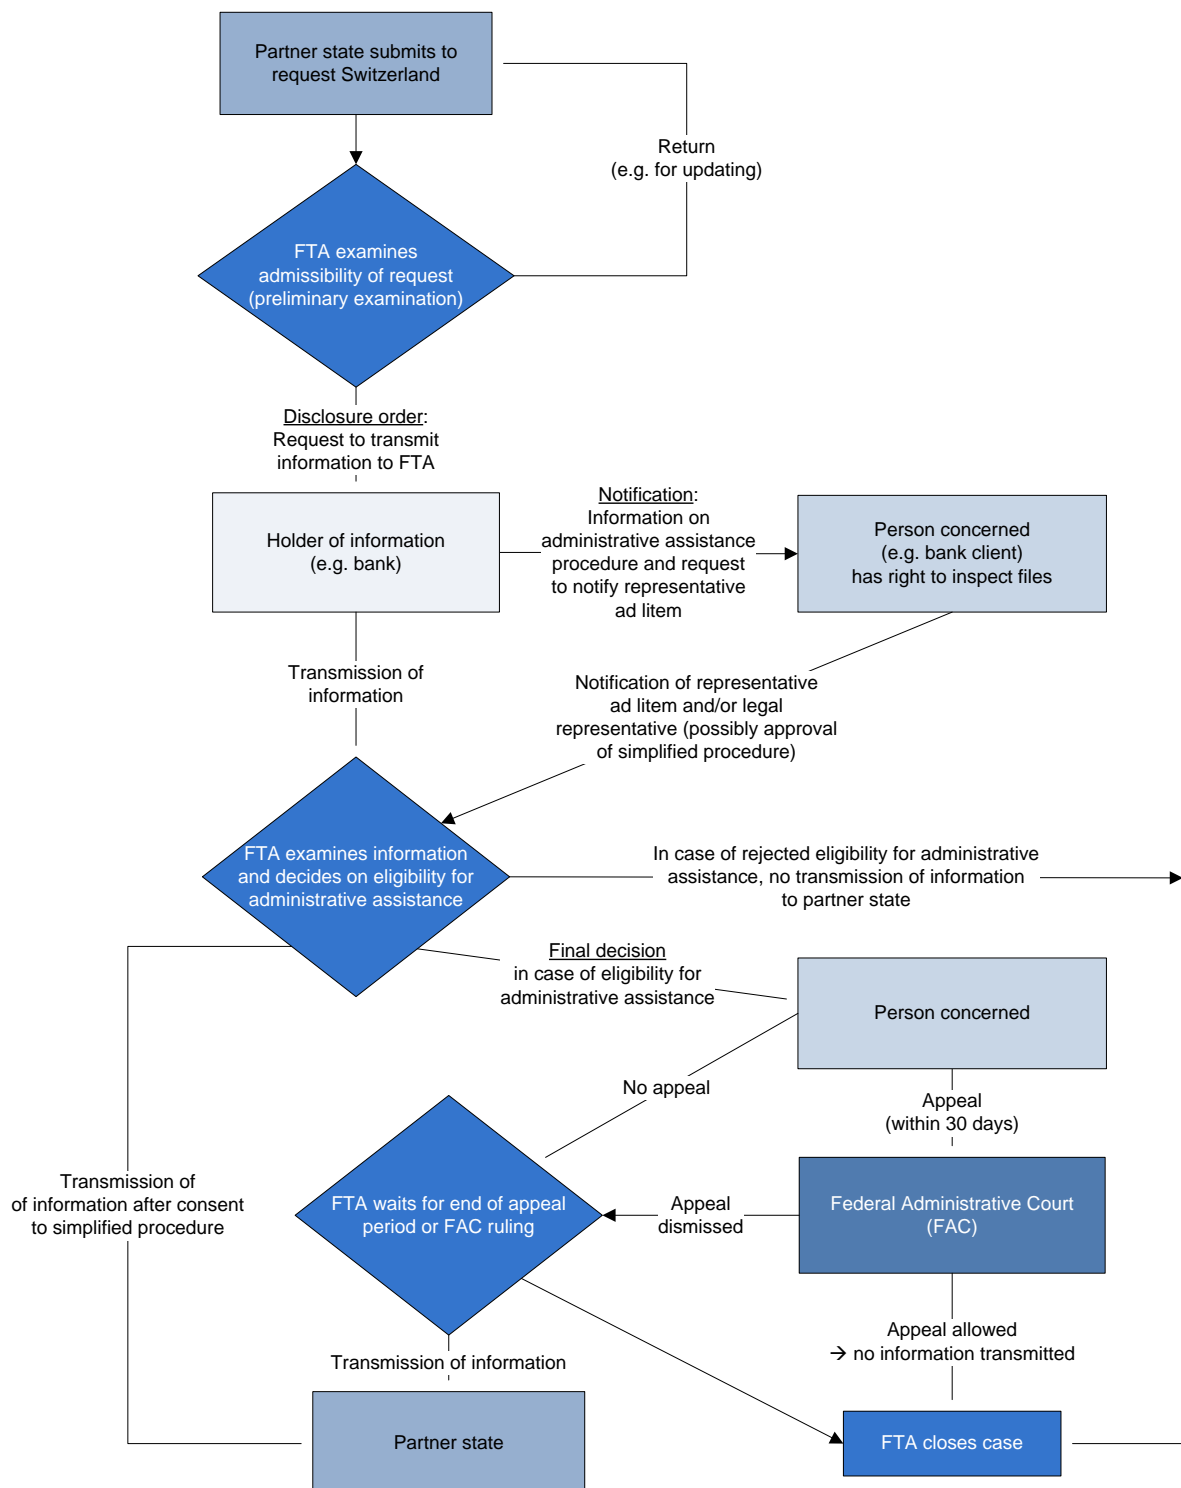 Partner state submits to
request Switzerland
Return
(e.g. for updating)
FTA examines
admissibility of request
(preliminary examination)
Disclosure order:
Request to transmit
information to FTA
Holder of information
(e.g. bank)
Notification:
Information on
administrative assistance
procedure and request
to notify representative
ad litem
Person concerned
(e.g. bank client)
has right to inspect files
Transmission of
information
Notification of representative
ad litem and/or legal
representative (possibly approval
of simplified procedure)
FTA examines information
and decides on eligibility for
administrative assistance
In case of rejected eligibility for administrative
assistance, no transmission of information
to partner state
Final decision
in case of eligibility for
administrative assistance
Person concerned
No appeal
Appeal
(within 30 days)
Transmission of
of information after consent
to simplified procedure
FTA waits for end of appeal
period or FAC ruling
Appeal
dismissed
Federal Administrative Court
(FAC)
Appeal allowed
→ no information transmitted
Transmission of information
Partner state
FTA closes case